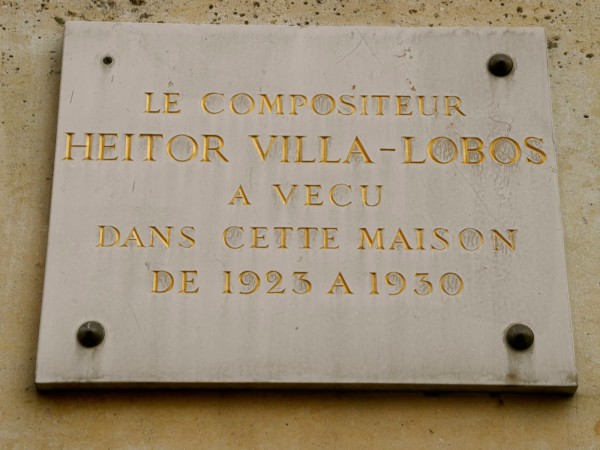 LE COMPOSITEUR
HEITOR VILLA-LOBOS
A VECU
DANS CETTE MAISON
DE 1923 A 1930